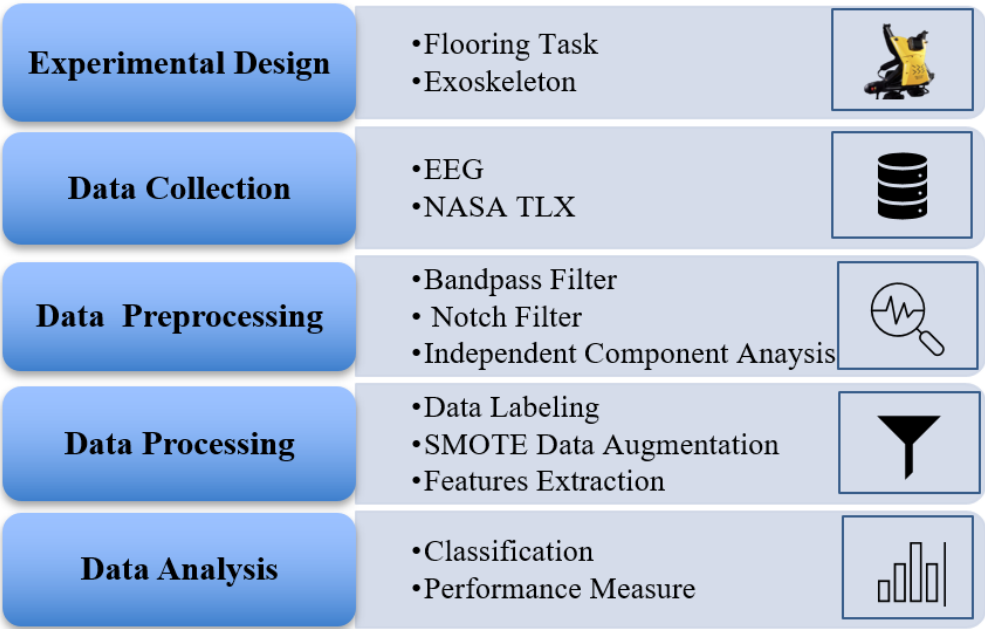 Experimental Design
•Flooring Task
•Exoskeleton
Data Collection
•EEG
•NASA TLX
Data  Preprocessing
•Bandpass Filter
• Notch Filter
•Independent Component Anaysis
Data Processing
•Data Labeling
•SMOTE Data Augmentation
•Features Extraction
Data Analysis
•Classification
•Performance Measure